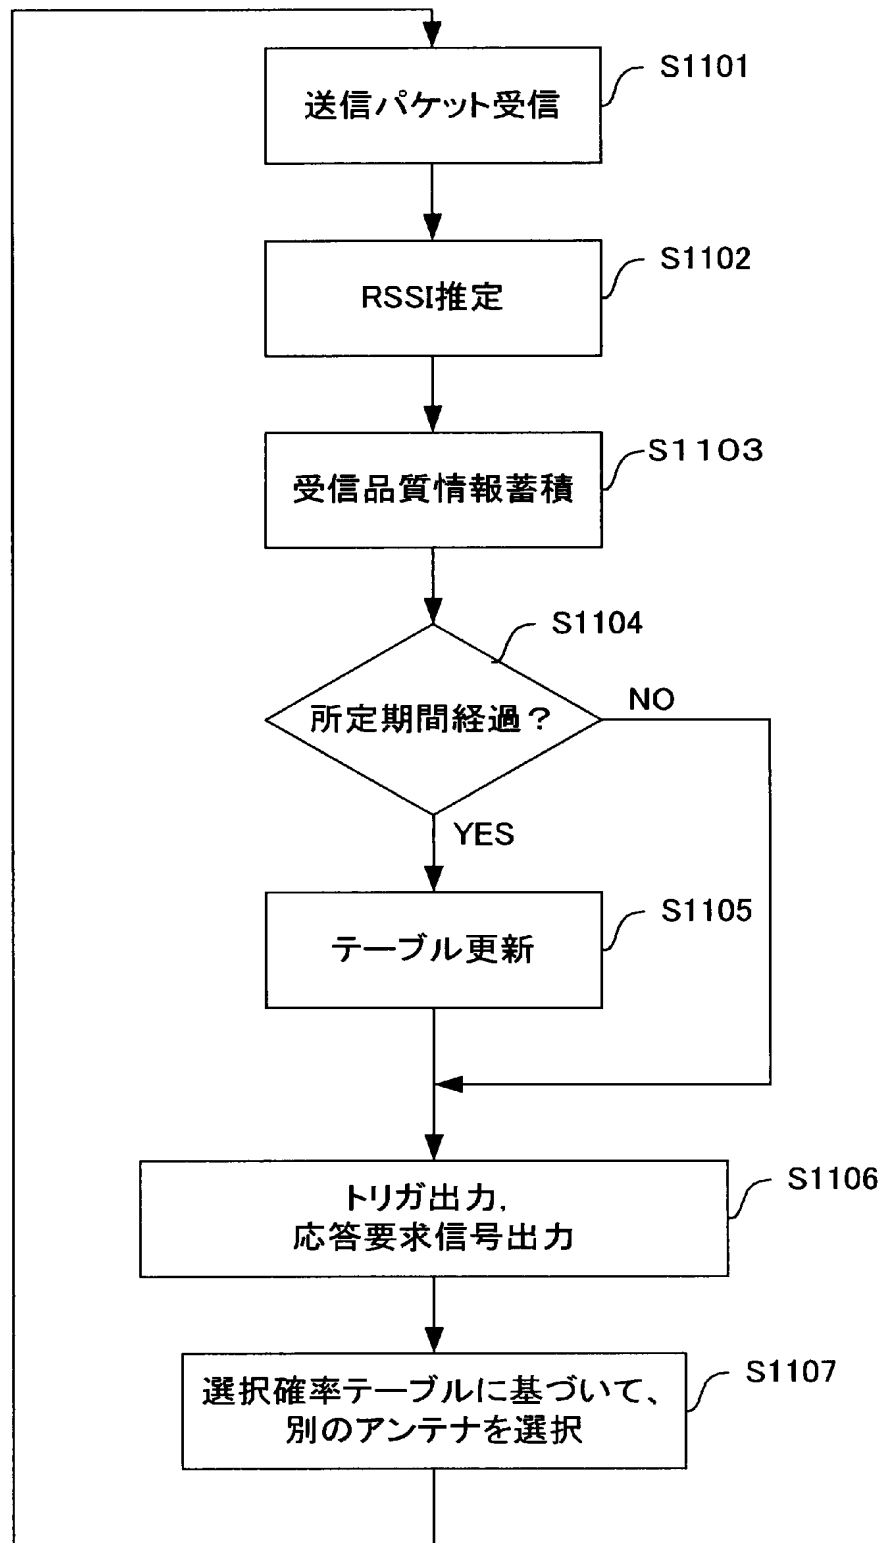 送信パケット受信
S1101
RSSI推定
S1102
受信品質情報蓄積
S1103
S1104
所定期間経過?
NO
YES
テーブル更新
S1105
トリガ出力,
応答要求信号出力
S1106
選択確率テーブルに基づいて、
別のアンテナを選択
S1107